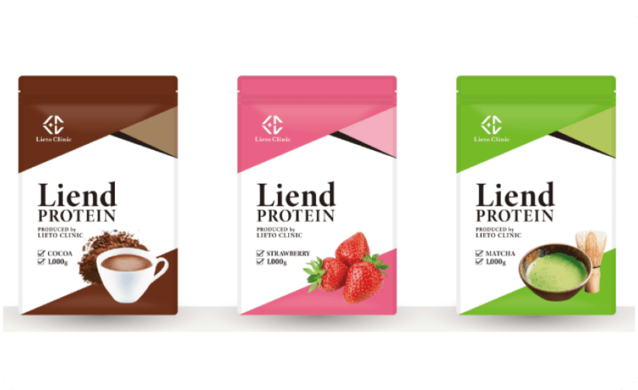 Lieto Clinic
Liend
PROTEIN
PRODUCED by
LIETO CLINIC
COCOA
1,000g
Lieto Clinic
Liend
PROTEIN
PRODUCED by
LIETO CLINIC
STRAWBERRY
1,000g
Lieto Clinic
Liend
PROTEIN
PRODUCED by
LIETO CLINIC
MATCHA
1,000g